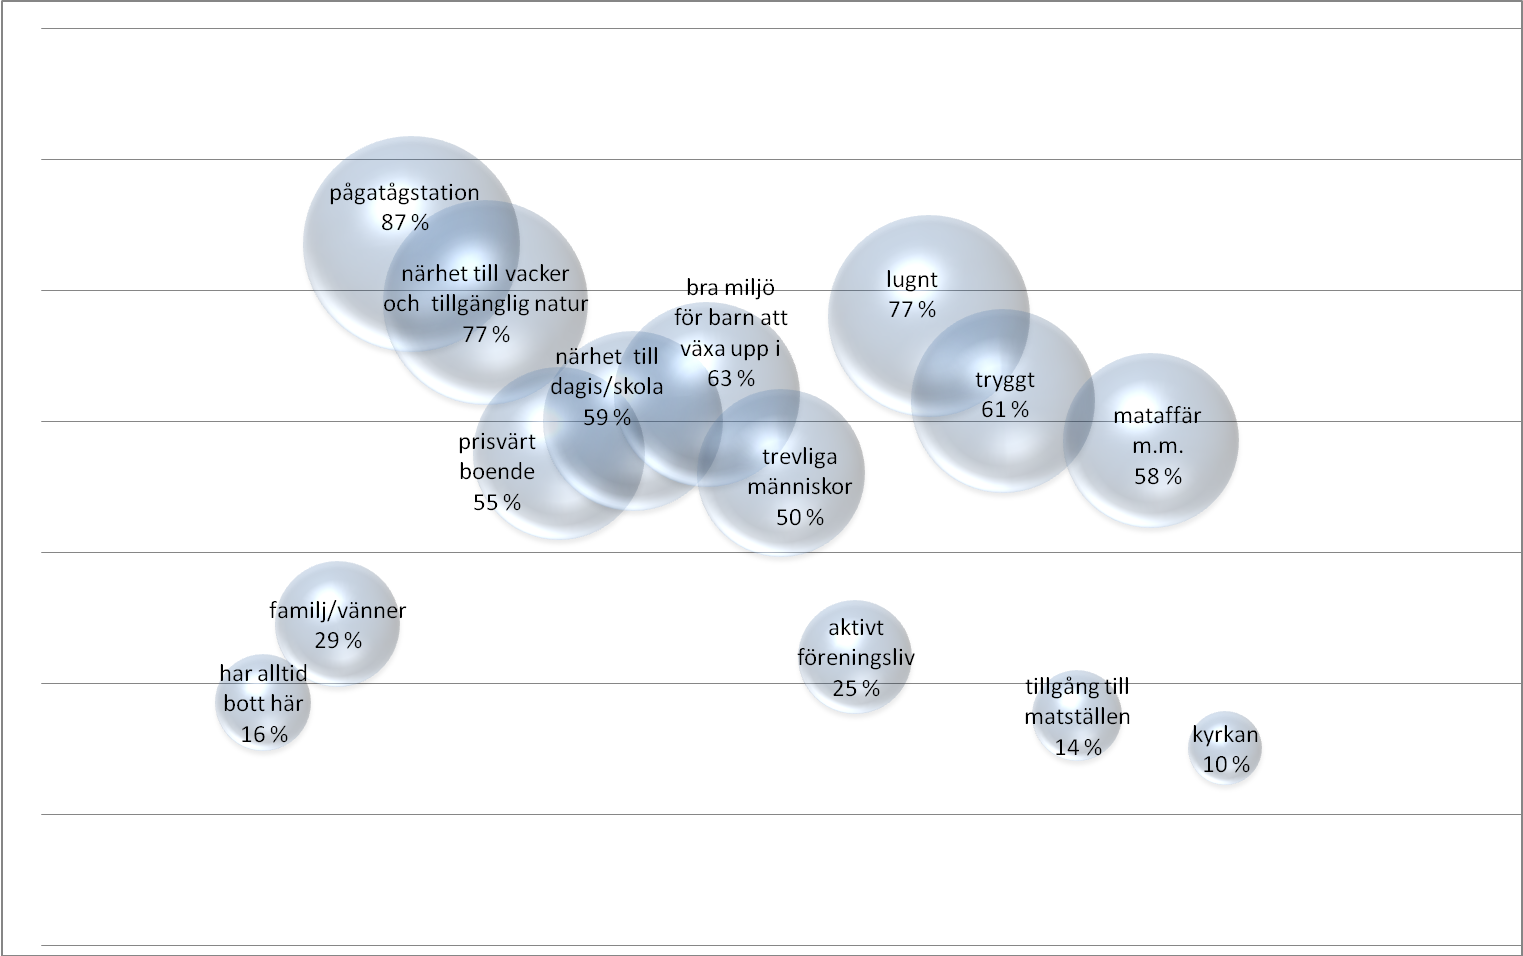 pågatågstation
87 %
närhet till vacker
och tillgänglig natur
77 %
närhet till
dagis/skola
59 %
prisvärt
boende
55 %
bra miljö
för barn att
växa upp i
63 %
trevliga
människor
50 %
lugnt
77 %
tryggt
61 %
mataffär
m.m.
58 %
familj/vänner
29 %
har alltid
bott här
16 %
aktivt
föreningsliv
25 %
tillgång till
matställen
14 %
kyrkan
10 %